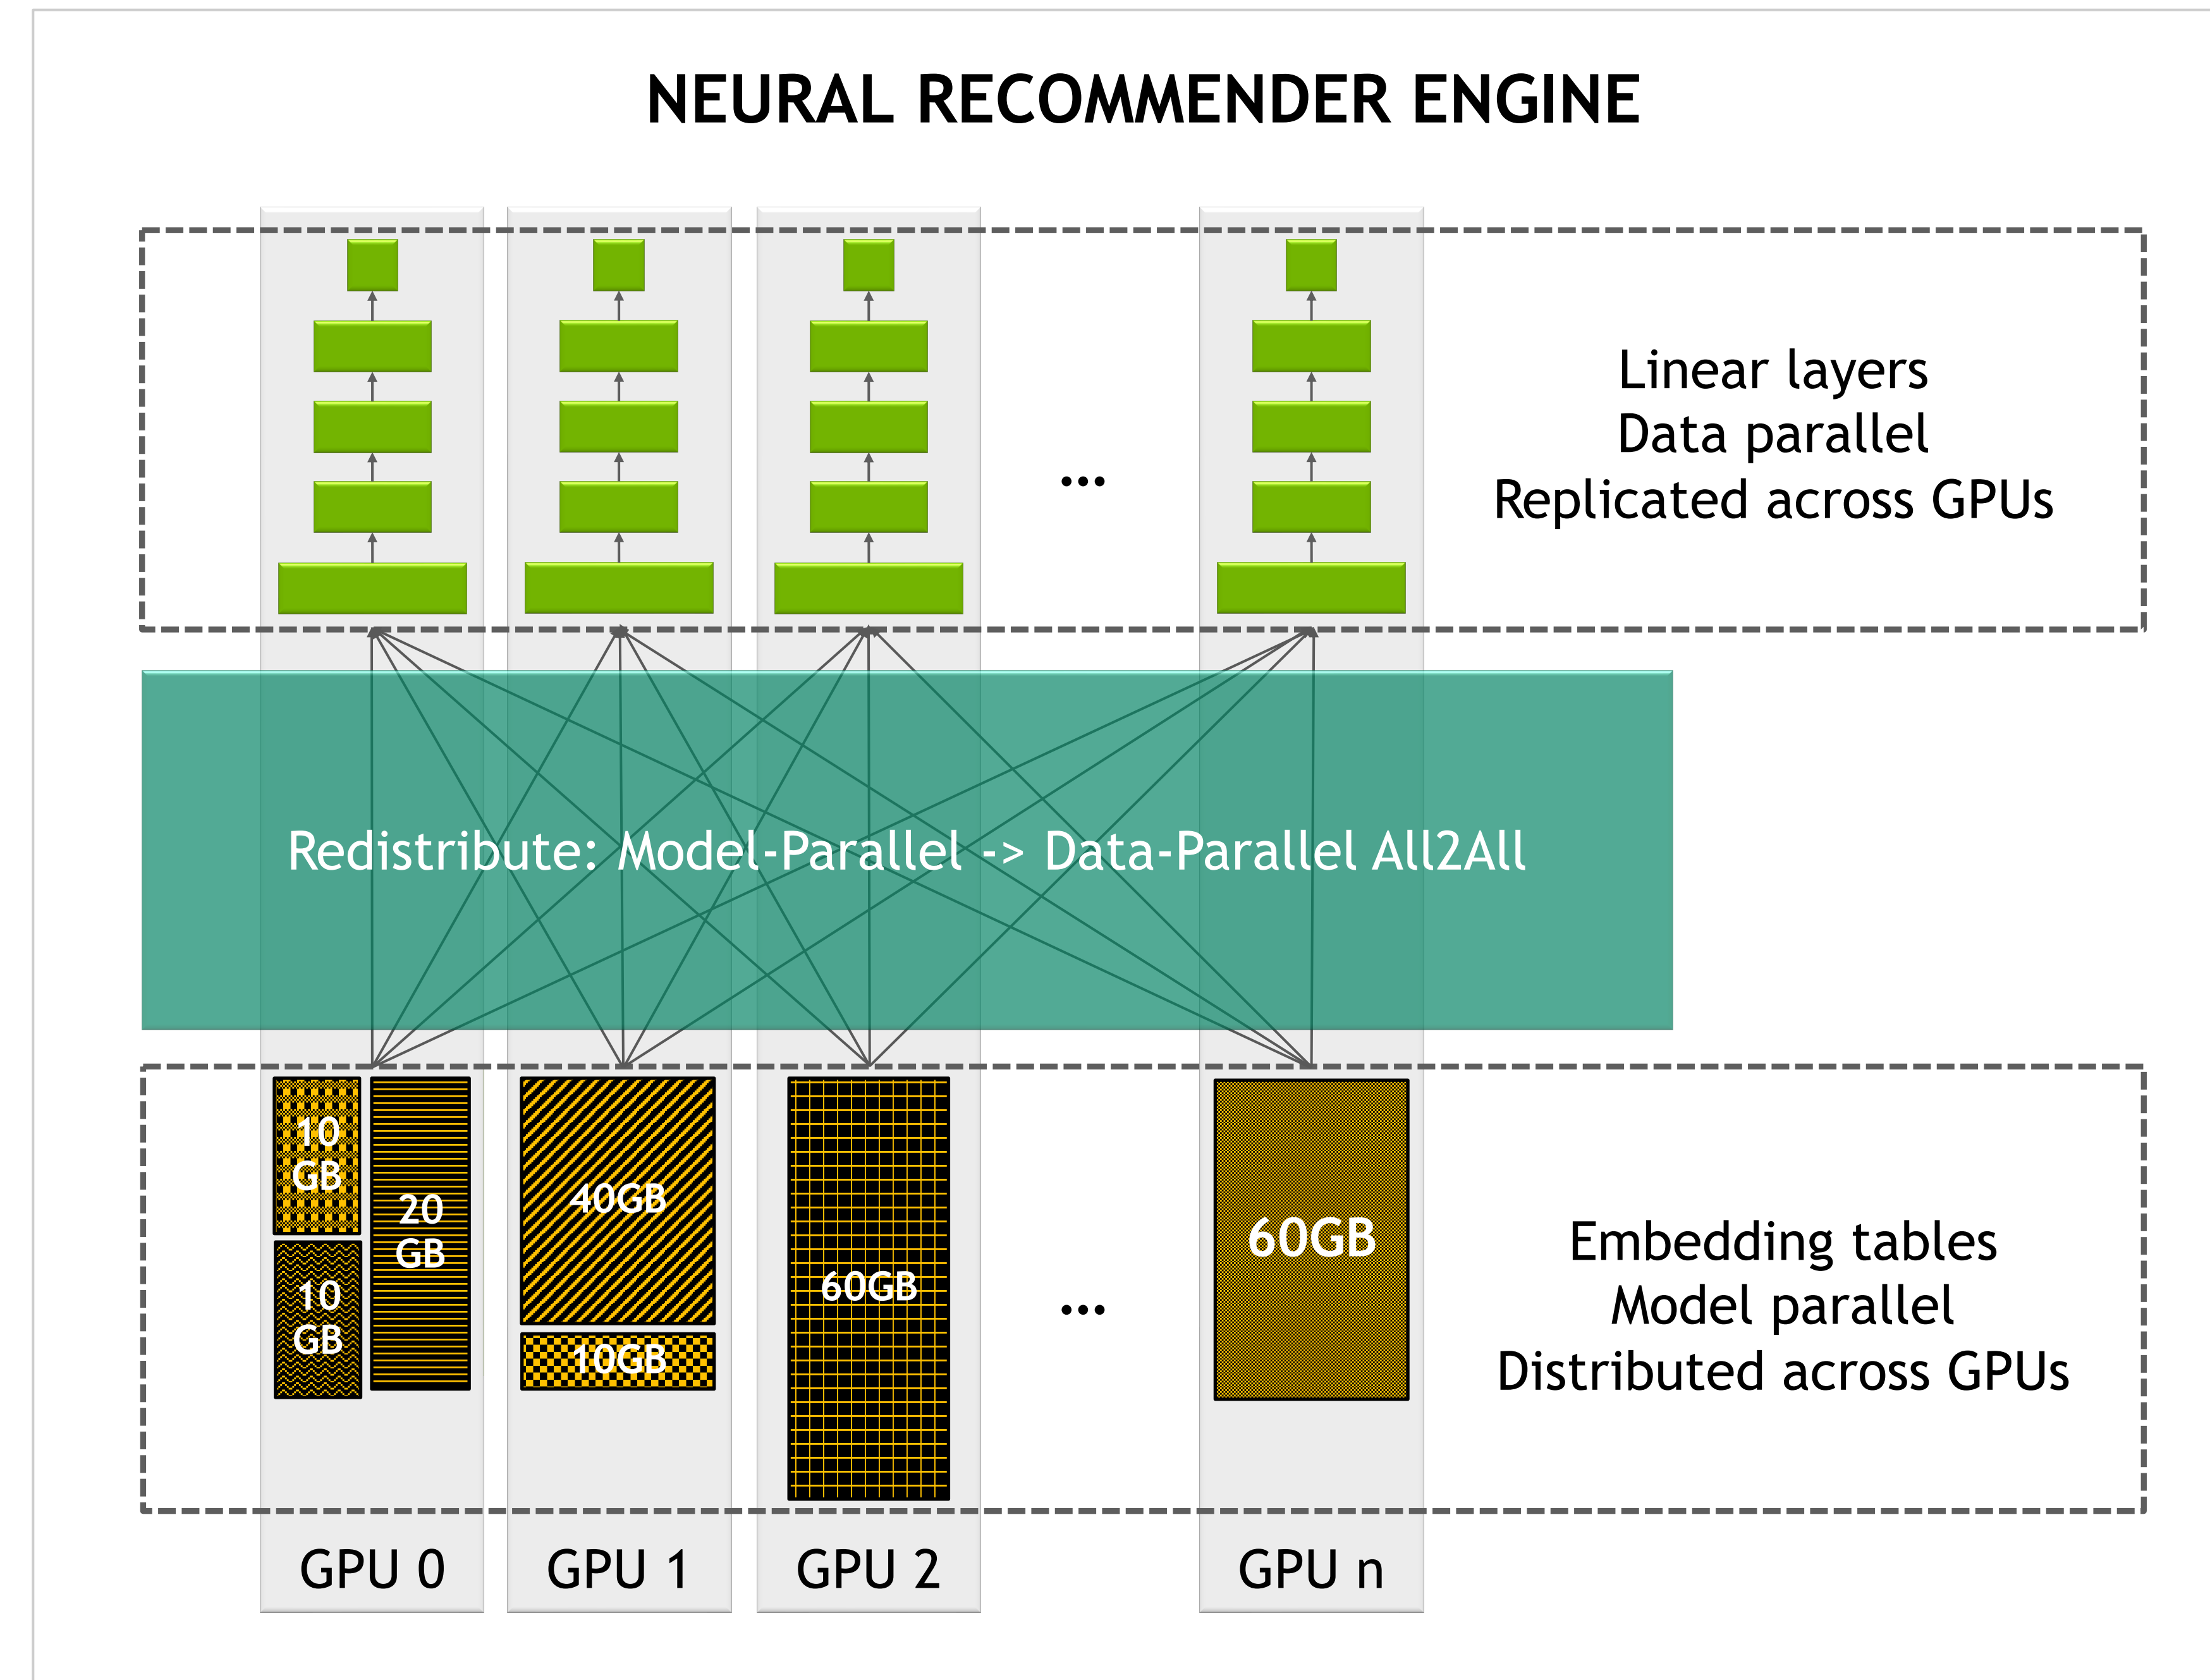 NEURAL RECOMMENDER ENGINE
Linear layers
Data parallel
Replicated across GPUs
...
Redistribute: Model-Parallel -> Data-Parallel All2All
10
GB
20
GB
10
GB
40GB
10GB
60GB
...
60GB
Embedding tables
Model parallel
Distributed across GPUs
GPU 0
GPU 1
GPU 2
GPU n